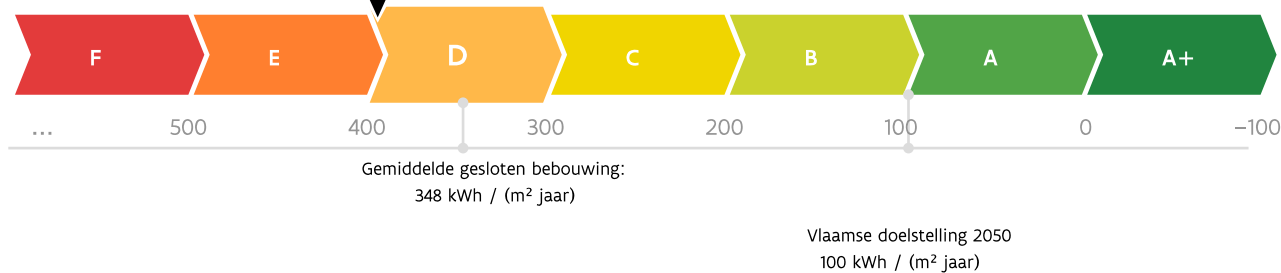 F E D C B A A+
... 500 400 300 200 100 0 −100
Gemiddelde gesloten bebouwing:
348 kWh / (m² jaar)
Vlaamse doelstelling 2050
100 kWh / (m² jaar)